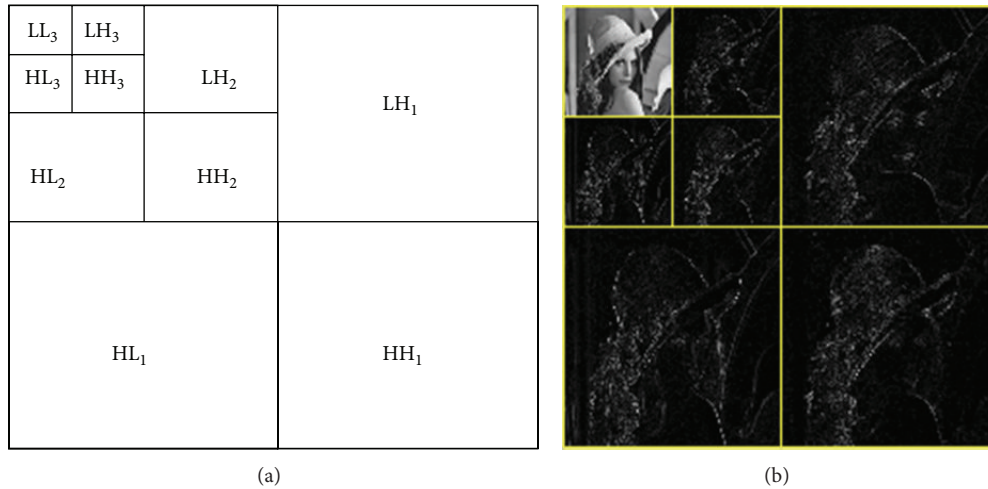 LL₃ LH₃
HL₃ HH₃
LH₂
LH₁
HL₂
HH₂
HL₁
HH₁
(a)
(b)